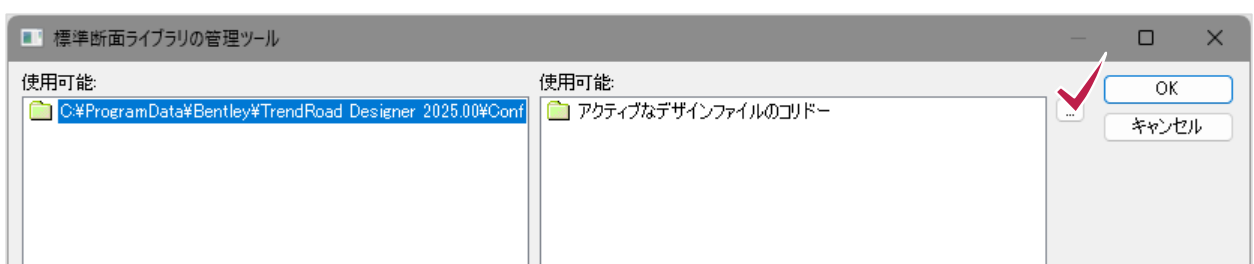 標準断面ライブラリの管理ツール
使用可能:
使用可能:
C:¥ProgramData¥Bentley¥TrendRoad Designer 2025.00¥Conf
アクティブなデザインファイルのコリドー
...
OK
キャンセル